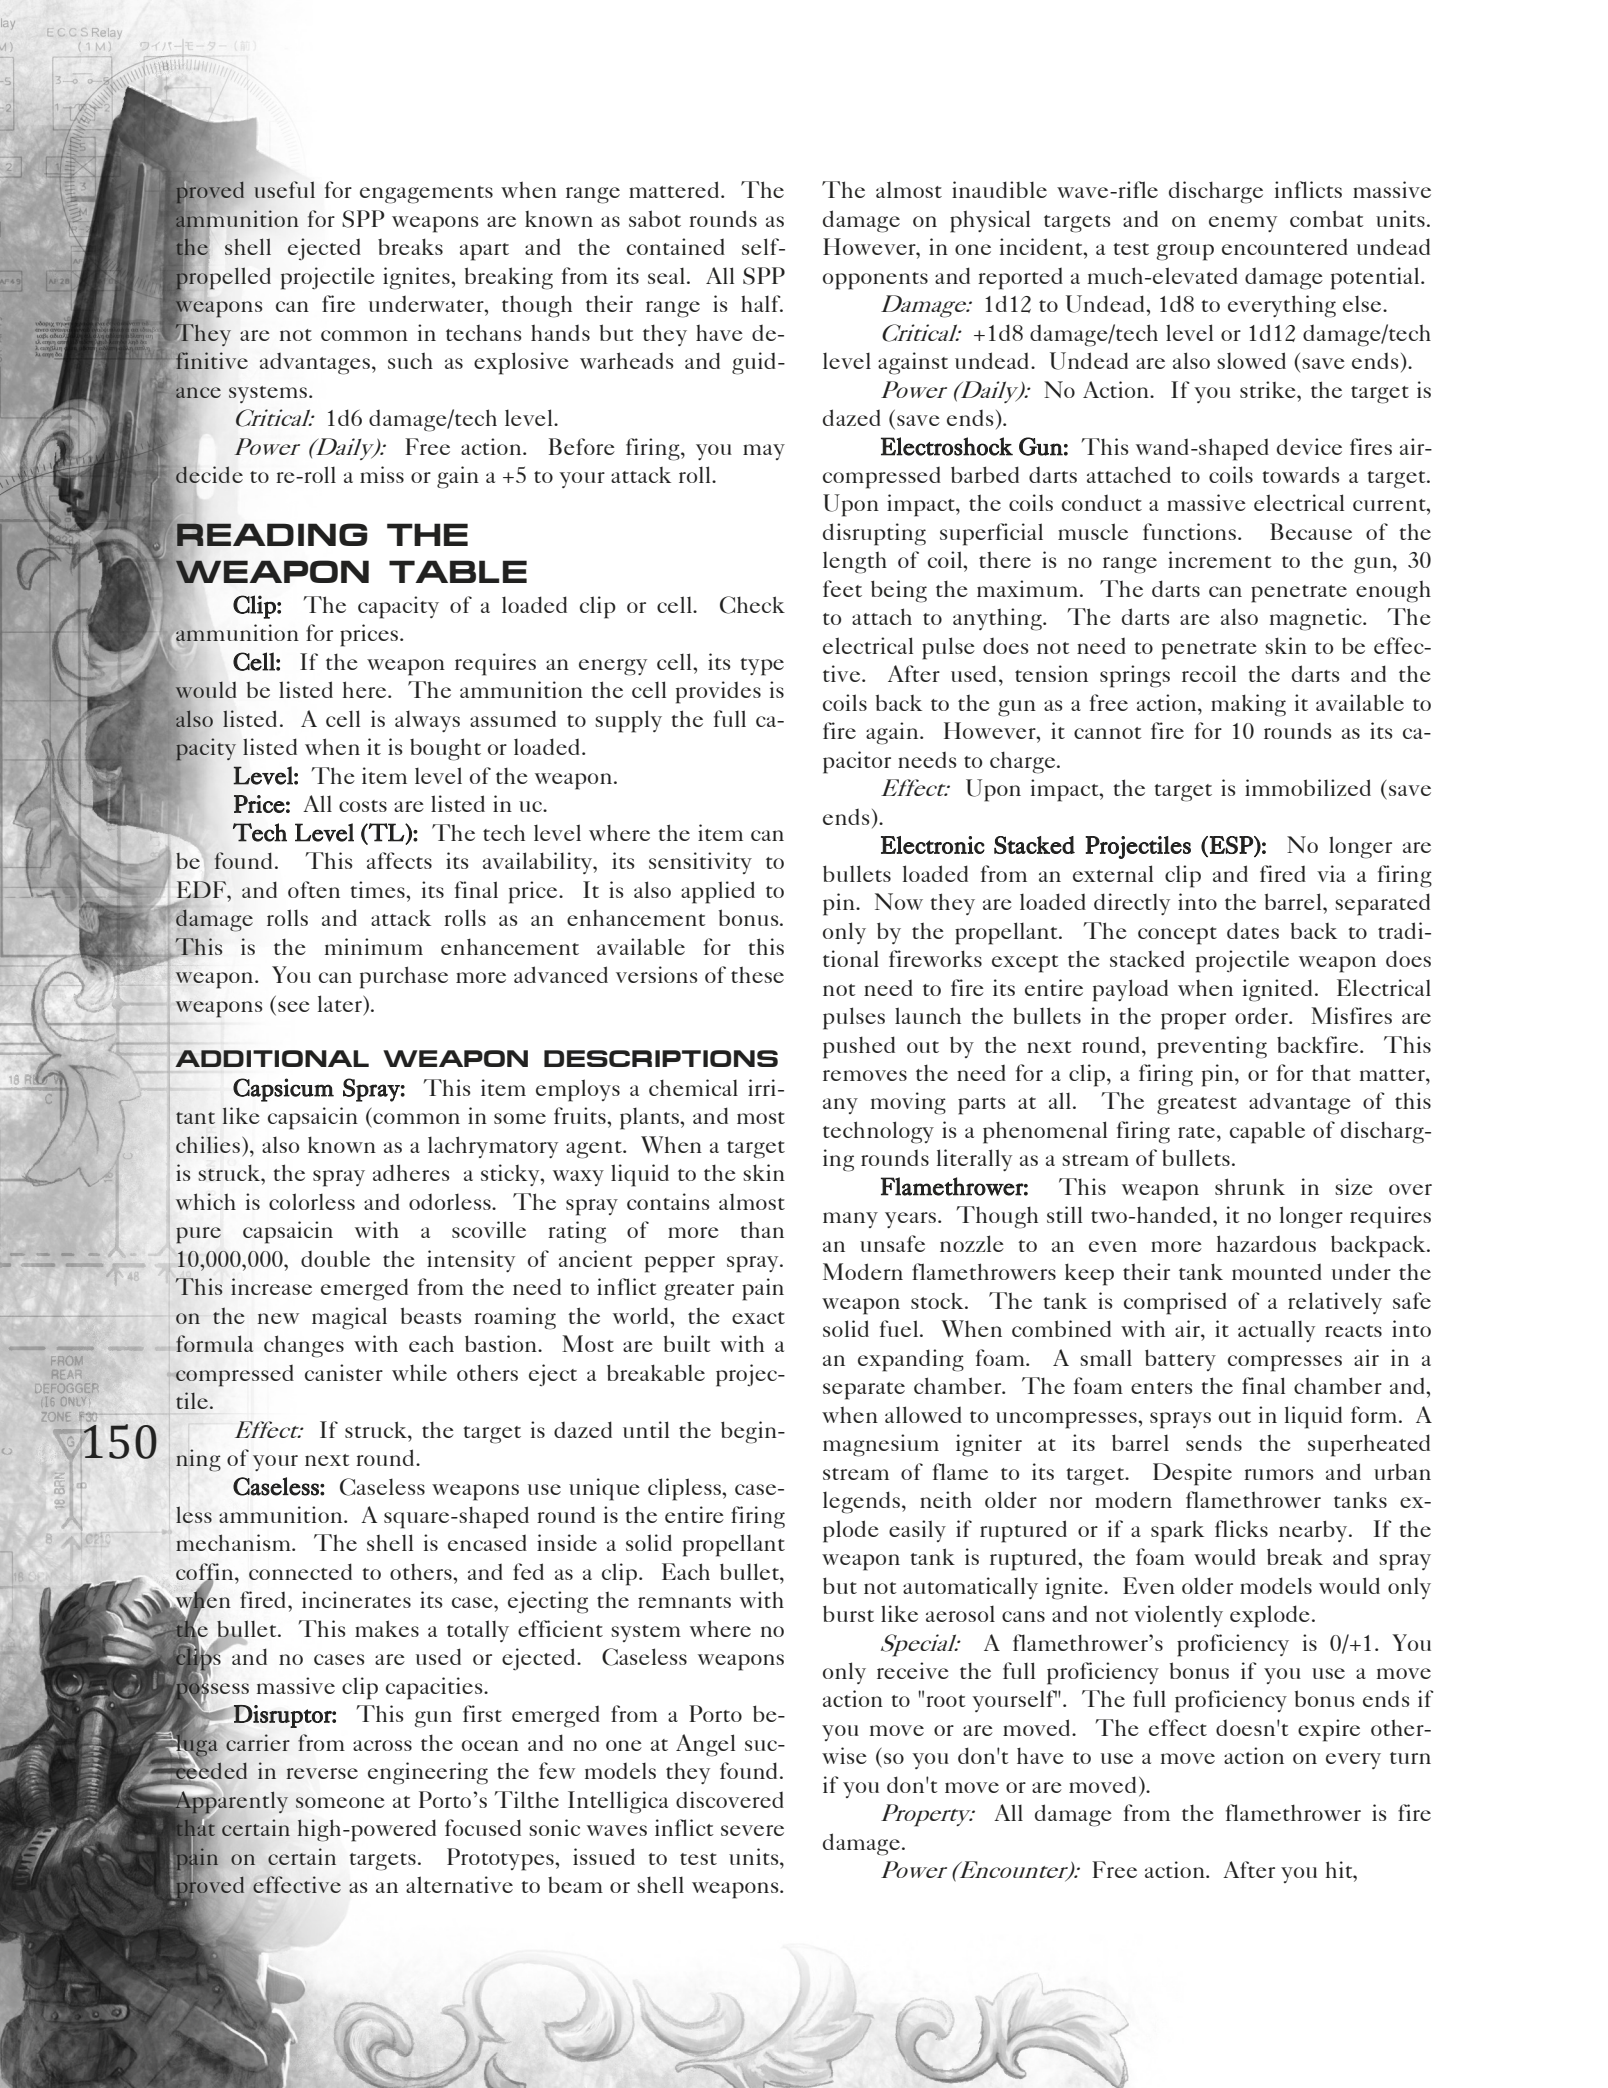 lay
ECCS Relay
(1M)
ワイパーモーター（前）
proved useful for engagements when range mattered. The
ammunition for SPP weapons are known as sabot rounds as
the shell ejected breaks apart and the contained self-
propelled projectile ignites, breaking from its seal. All SPP
weapons can fire underwater, though their range is half.
They are not common in techans hands but they have de-
finitive advantages, such as explosive warheads and guid-
ance systems.
Critical: 1d6 damage/tech level.
Power (Daily): Free action. Before firing, you may
decide to re-roll a miss or gain a +5 to your attack roll.
READING THE
WEAPON TABLE
Clip: The capacity of a loaded clip or cell. Check
ammunition for prices.
Cell: If the weapon requires an energy cell, its type
would be listed here. The ammunition the cell provides is
also listed. A cell is always assumed to supply the full ca-
pacity listed when it is bought or loaded.
Level: The item level of the weapon.
Price: All costs are listed in uc.
Tech Level (TL): The tech level where the item can
be found. This affects its availability, its sensitivity to
EDF, and often times, its final price. It is also applied to
damage rolls and attack rolls as an enhancement bonus.
This is the minimum enhancement available for this
weapon. You can purchase more advanced versions of these
weapons (see later).
ADDITIONAL WEAPON DESCRIPTIONS
Capsicum Spray: This item employs a chemical irri-
tant like capsaicin (common in some fruits, plants, and most
chilies), also known as a lachrymatory agent. When a target
is struck, the spray adheres a sticky, waxy liquid to the skin
which is colorless and odorless. The spray contains almost
pure capsaicin with a scoville rating of more than
10,000,000, double the intensity of ancient pepper spray.
This increase emerged from the need to inflict greater pain
on the new magical beasts roaming the world, the exact
formula changes with each bastion. Most are built with a
compressed canister while others eject a breakable projec-
tile.
Effect: If struck, the target is dazed until the begin-
ning of your next round.
Caseless: Caseless weapons use unique clipless, case-
less ammunition. A square-shaped round is the entire firing
mechanism. The shell is encased inside a solid propellant
coffin, connected to others, and fed as a clip. Each bullet,
when fired, incinerates its case, ejecting the remnants with
the bullet. This makes a totally efficient system where no
clips and no cases are used or ejected. Caseless weapons
possess massive clip capacities.
Disruptor: This gun first emerged from a Porto be-
luga carrier from across the ocean and no one at Angel suc-
ceeded in reverse engineering the few models they found.
Apparently someone at Porto's Tilthe Intelligica discovered
that certain high-powered focused sonic waves inflict severe
pain on certain targets. Prototypes, issued to test units,
proved effective as an alternative to beam or shell weapons.
The almost inaudible wave-rifle discharge inflicts massive
damage on physical targets and on enemy combat units.
However, in one incident, a test group encountered undead
opponents and reported a much-elevated damage potential.
Damage: 1d12 to Undead, 1d8 to everything else.
Critical: +1d8 damage/tech level or 1d12 damage/tech
level against undead. Undead are also slowed (save ends).
Power (Daily): No Action. If you strike, the target is
dazed (save ends).
Electroshock Gun: This wand-shaped device fires air-
compressed barbed darts attached to coils towards a target.
Upon impact, the coils conduct a massive electrical current,
disrupting superficial muscle functions. Because of the
length of coil, there is no range increment to the gun, 30
feet being the maximum. The darts can penetrate enough
to attach to anything. The darts are also magnetic. The
electrical pulse does not need to penetrate skin to be effec-
tive. After used, tension springs recoil the darts and the
coils back to the gun as a free action, making it available to
fire again. However, it cannot fire for 10 rounds as its ca-
pacitor needs to charge.
Effect: Upon impact, the target is immobilized (save
ends).
Electronic Stacked Projectiles (ESP): No longer are
bullets loaded from an external clip and fired via a firing
pin. Now they are loaded directly into the barrel, separated
only by the propellant. The concept dates back to tradi-
tional fireworks except the stacked projectile weapon does
not need to fire its entire payload when ignited. Electrical
pulses launch the bullets in the proper order. Misfires are
pushed out by the next round, preventing backfire. This
removes the need for a clip, a firing pin, or for that matter,
any moving parts at all. The greatest advantage of this
technology is a phenomenal firing rate, capable of discharg-
ing rounds literally as a stream of bullets.
Flamethrower: This weapon shrunk in size over
many years. Though still two-handed, it no longer requires
an unsafe nozzle to an even more hazardous backpack.
Modern flamethrowers keep their tank mounted under the
weapon stock. The tank is comprised of a relatively safe
solid fuel. When combined with air, it actually reacts into
an expanding foam. A small battery compresses air in a
separate chamber. The foam enters the final chamber and,
when allowed to uncompresses, sprays out in liquid form. A
magnesium igniter at its barrel sends the superheated
stream of flame to its target. Despite rumors and urban
legends, neith older nor modern flamethrower tanks ex-
plode easily if ruptured or if a spark flicks nearby. If the
weapon tank is ruptured, the foam would break and spray
but not automatically ignite. Even older models would only
burst like aerosol cans and not violently explode.
Special: A flamethrower's proficiency is 0/+1. You
only receive the full proficiency bonus if you use a move
action to "root yourself". The full proficiency bonus ends if
you move or are moved. The effect doesn't expire other-
wise (so you don't have to use a move action on every turn
if you don't move or are moved).
Property: All damage from the flamethrower is fire
damage.
Power (Encounter): Free action. After you hit,
FROM
REAR
DEFOGGER
(16 ONLY)
ZONE F30
150